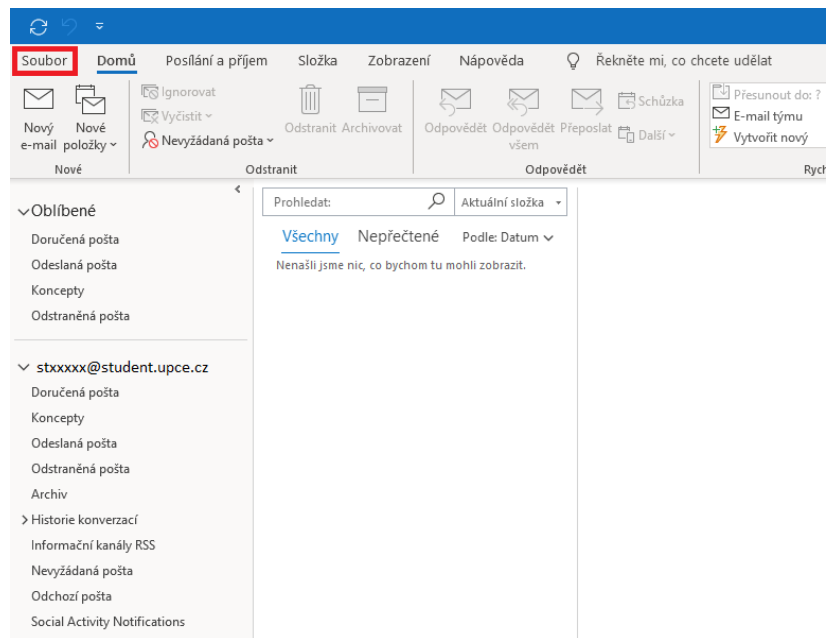 Soubor Domů Posílání a příjem Složka Zobrazení Nápověda Řekněte mi, co chcete udělat
Nový e-mail
Nové položky
Ignorovat
Vyčistit
Nevyžádaná pošta
Odstranit
Archivovat
Odpovědět
Odpovědět všem
Přeposlat
Schůzka
Další
Přesunout do: ?
E-mail týmu
Vytvořit nový
Nové
Odstranit
Odpovědět
Rych
Oblíbené
Doručená pošta
Odeslaná pošta
Koncepty
Odstraněná pošta
stxxxxx@student.upce.cz
Doručená pošta
Koncepty
Odeslaná pošta
Odstraněná pošta
Archiv
Historie konverzací
Informační kanály RSS
Nevyžádaná pošta
Odchozí pošta
Social Activity Notifications
Prohledat: Aktuální složka
Všechny Nepřečtené Podle: Datum
Nenašli jsme nic, co bychom tu mohli zobrazit.